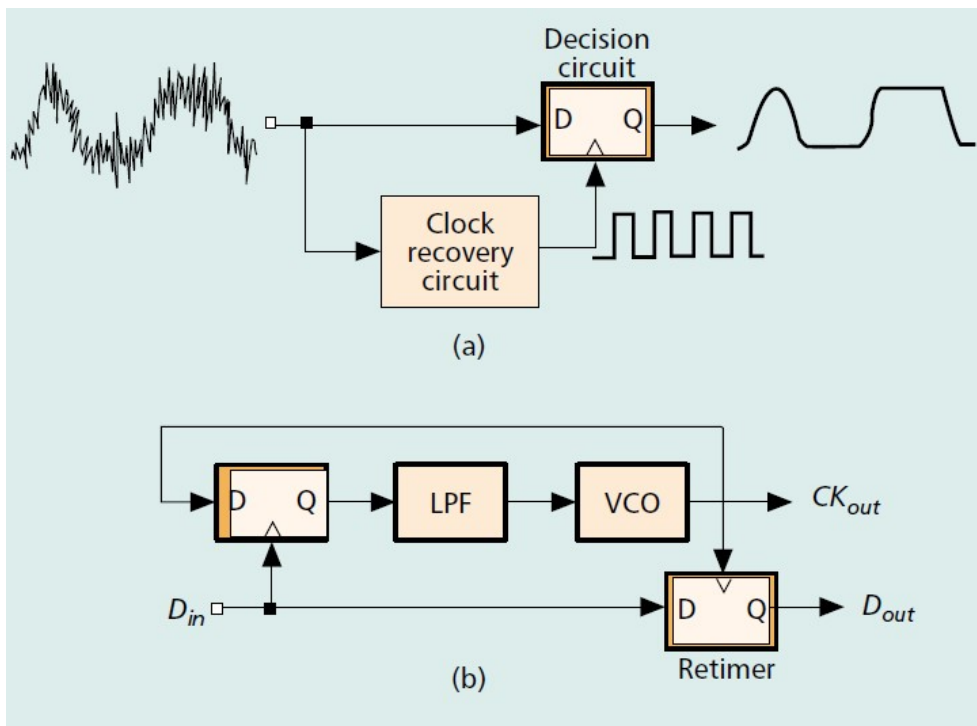 Decision
circuit
D Q
Clock
recovery
circuit
(a)
D Q
LPF
VCO
CKout
Din
D Q
Dout
Retimer
(b)